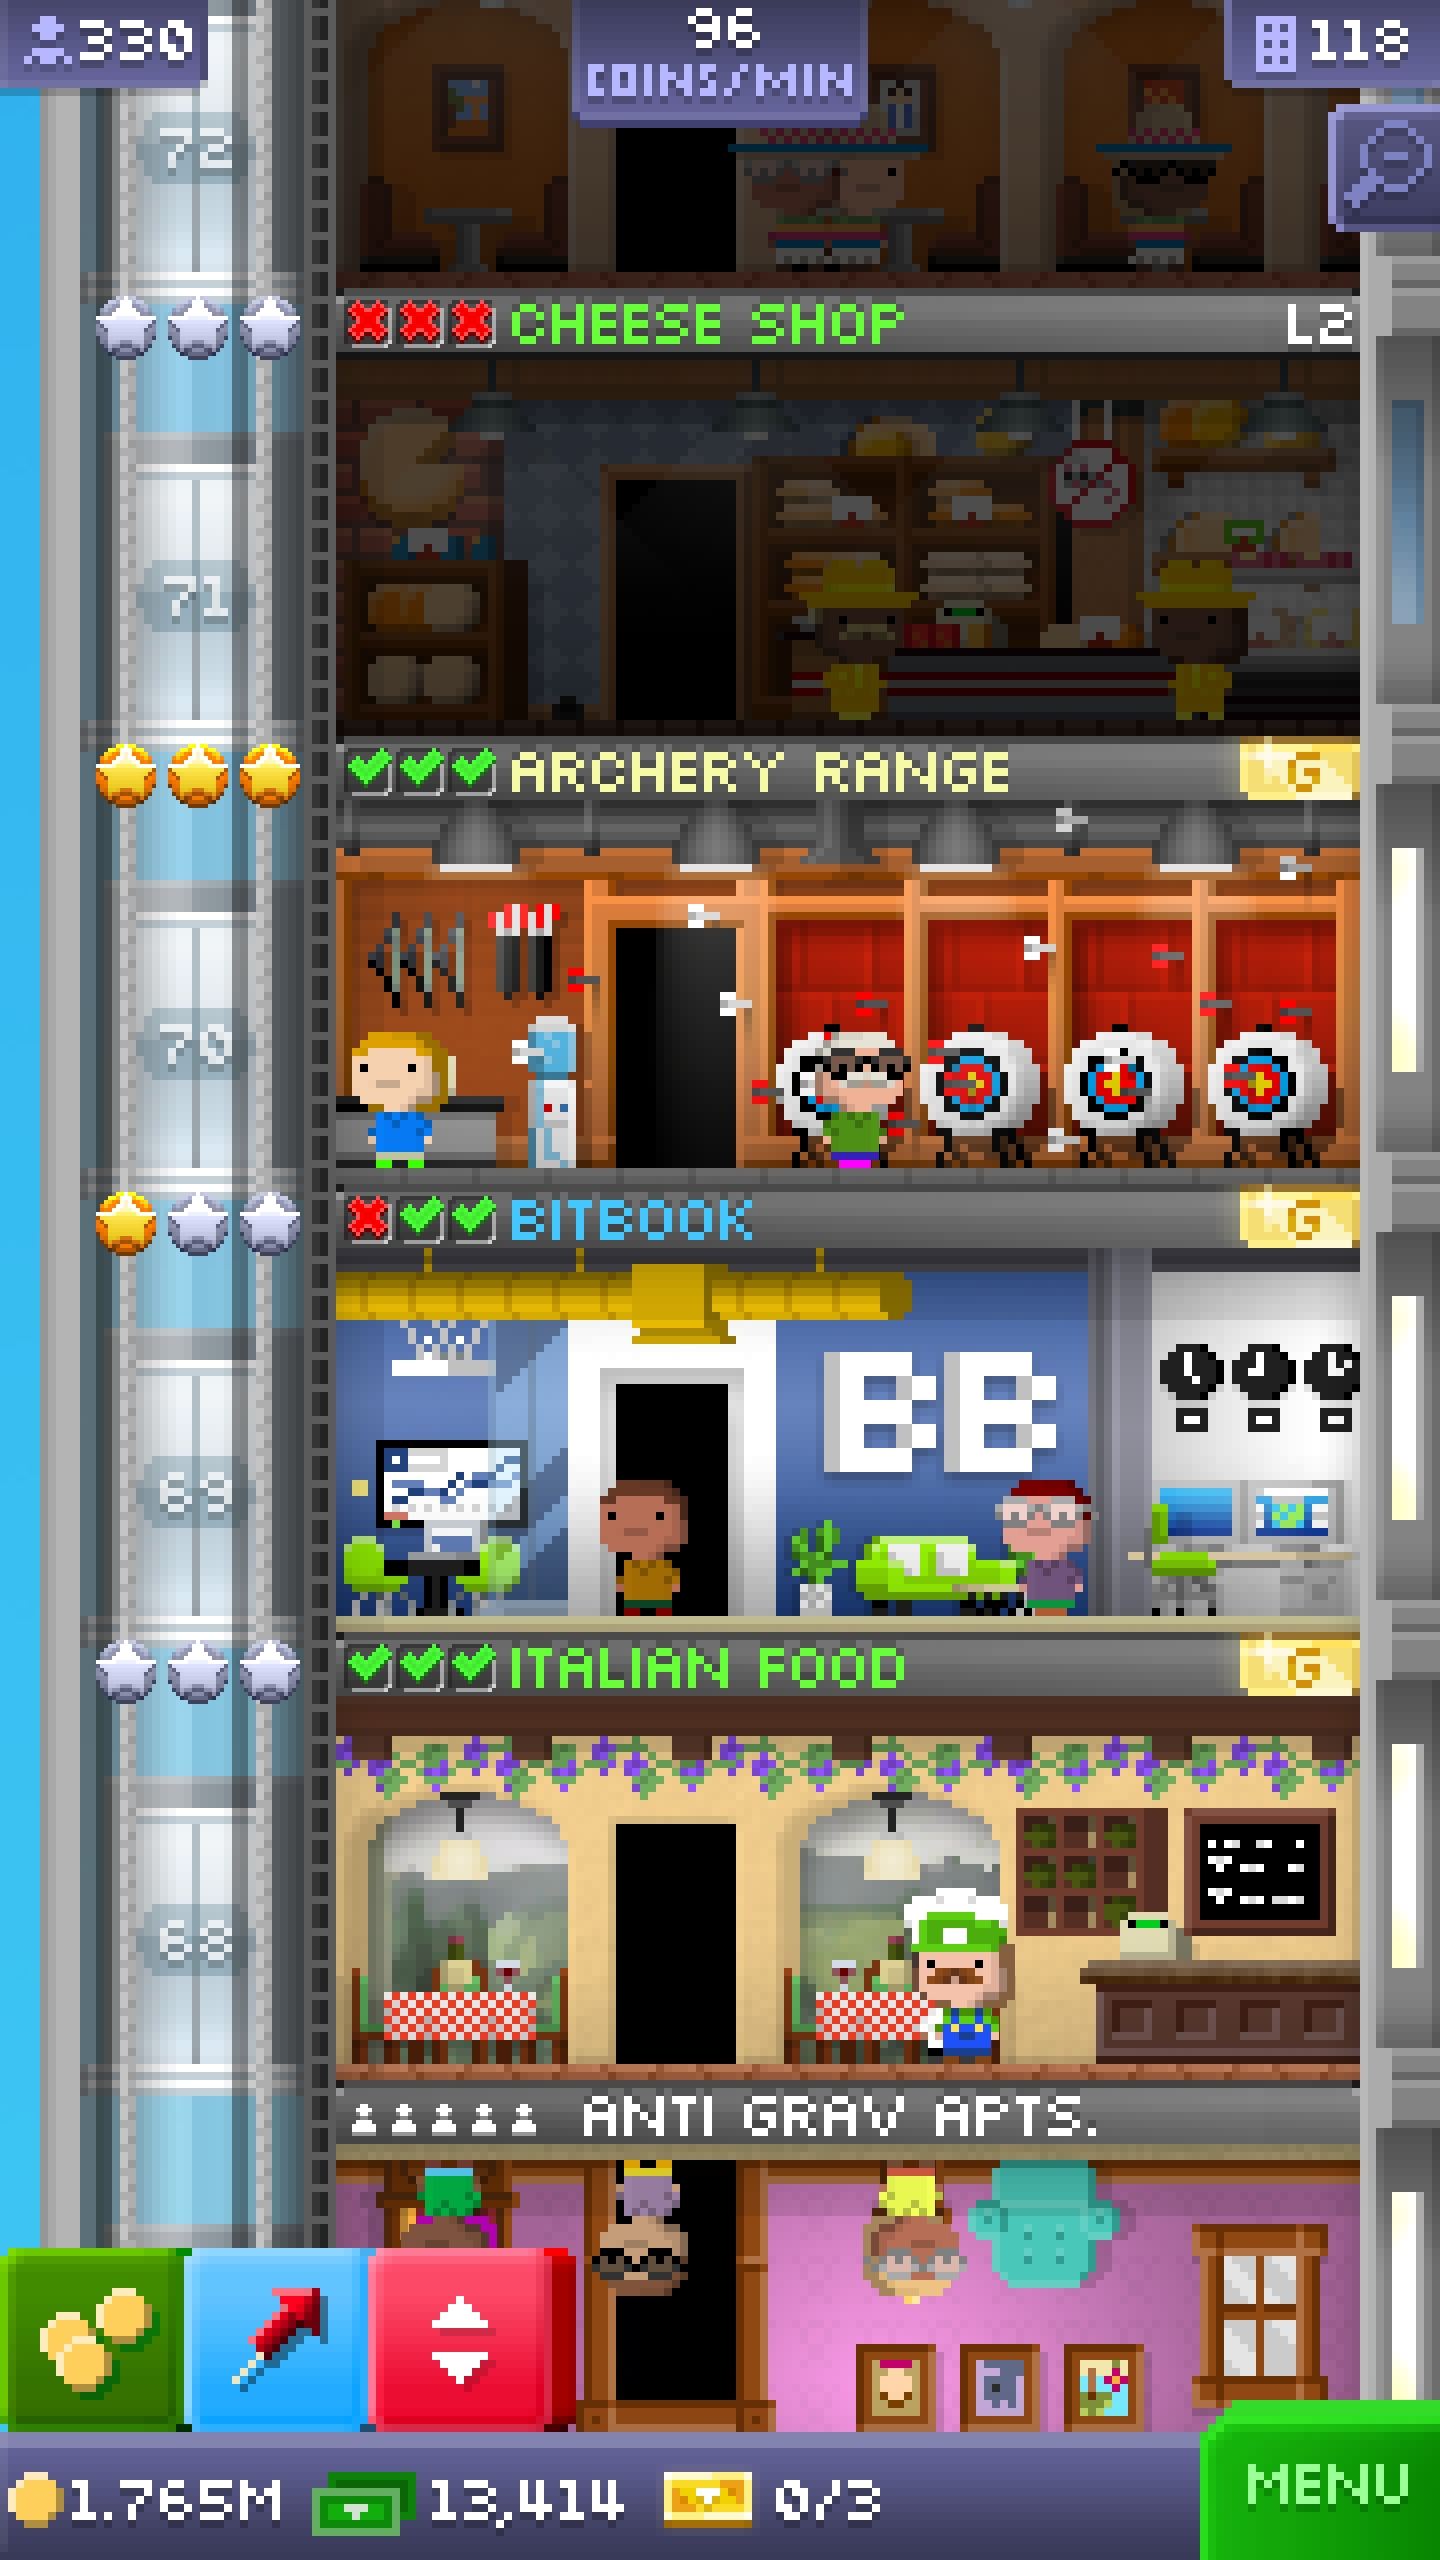 330
96
COINS/MIN
118
72
CHEESE SHOP L2
71
ARCHERY RANGE G
70
BITBOOK G
BB
69
ITALIAN FOOD G
68
ANTI GRAV APTS.
1.765M 13,414 0/3
MENU